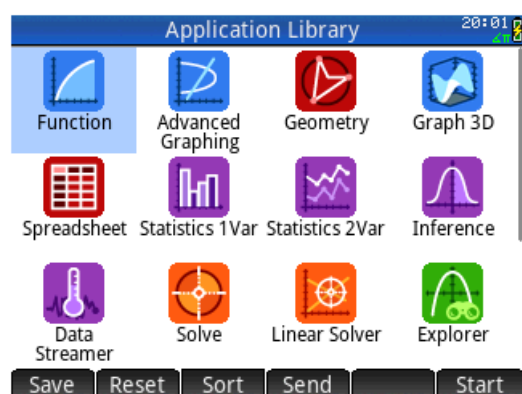 Application Library
20:01
∡π
Function
Advanced
Graphing
Geometry
Graph 3D
Spreadsheet
Statistics 1Var
Statistics 2Var
Inference
Data
Streamer
Solve
Linear Solver
Explorer
Save
Reset
Sort
Send
Start